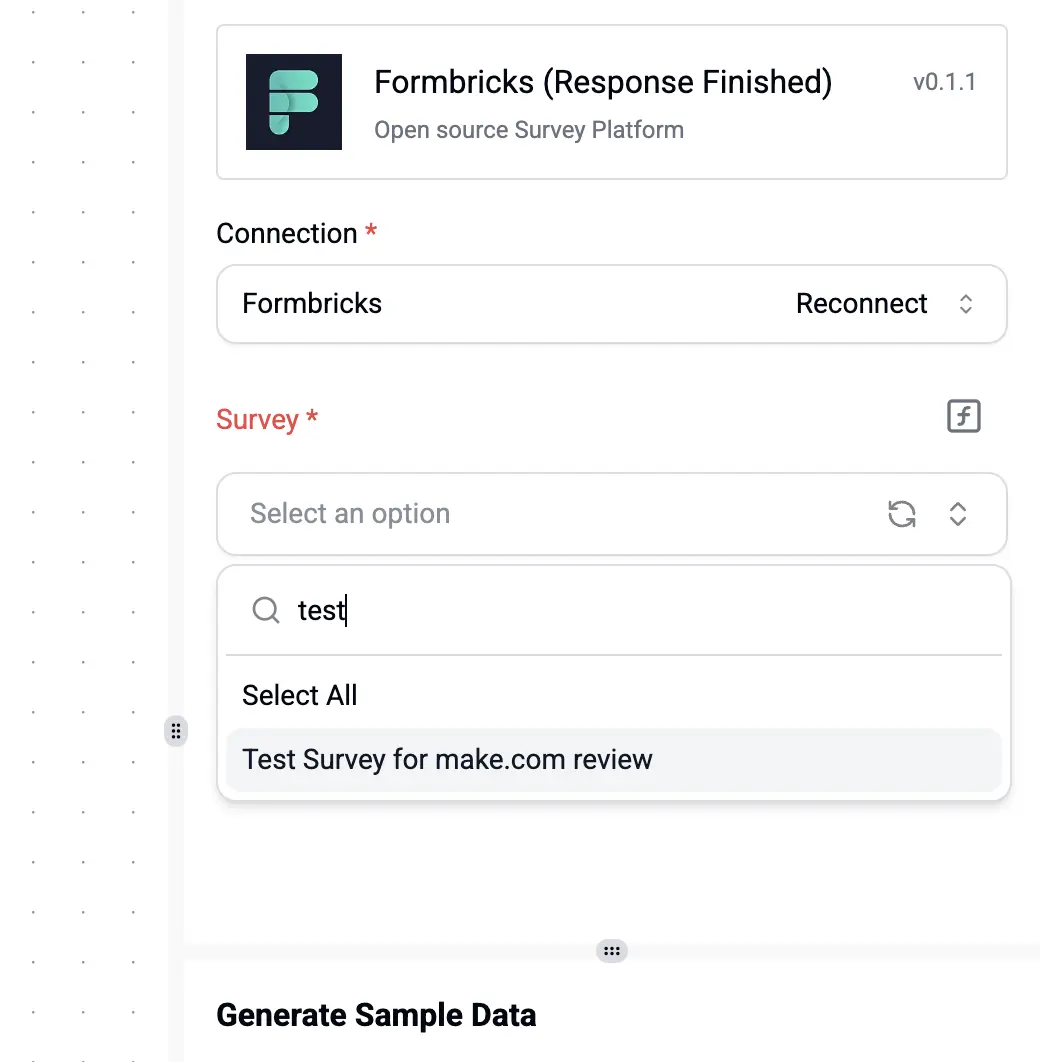 Formbricks (Response Finished)
v0.1.1
Open source Survey Platform
Connection *
Formbricks
Reconnect
Survey *
Select an option
test
Select All
Test Survey for make.com review
Generate Sample Data